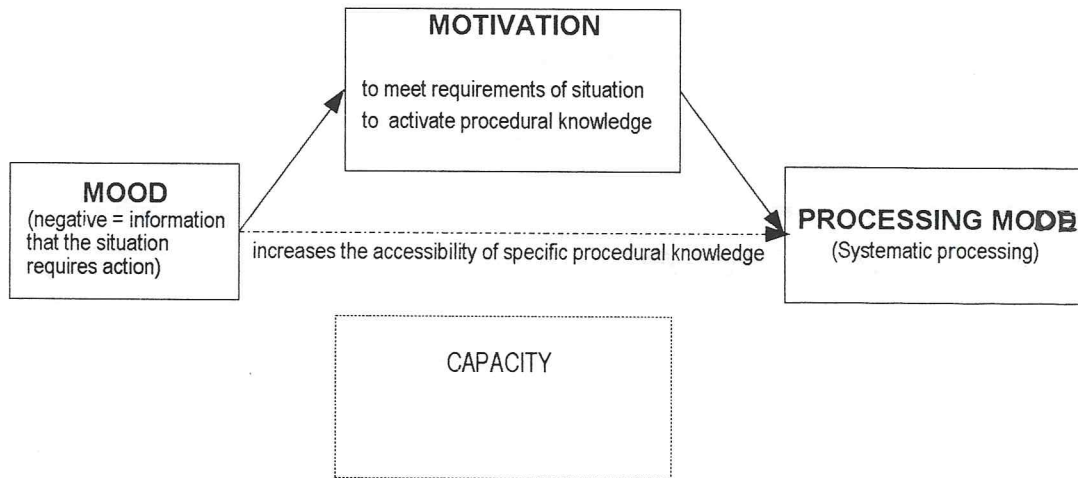 MOTIVATION
to meet requirements of situation
to activate procedural knowledge
MOOD
(negative = information
that the situation
requires action)
increases the accessibility of specific procedural knowledge
PROCESSING MODE
(Systematic processing)
CAPACITY